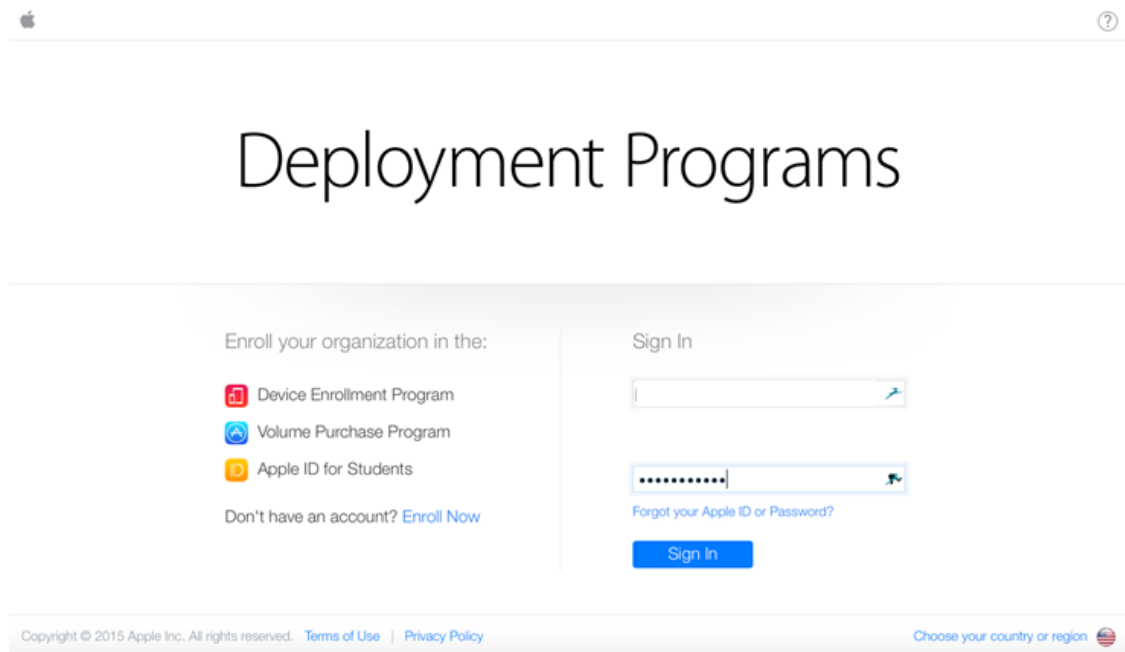 Deployment Programs
Enroll your organization in the:
Device Enrollment Program
Volume Purchase Program
Apple ID for Students
Don't have an account? Enroll Now
Sign In
•••••••••••
Forgot your Apple ID or Password?
Sign In
Copyright © 2015 Apple Inc. All rights reserved. Terms of Use | Privacy Policy
Choose your country or region